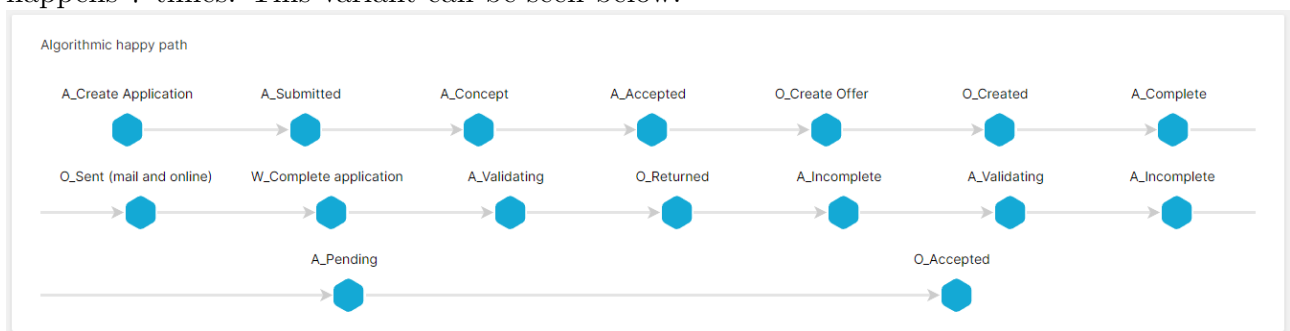 happens 7 times. This variant can be seen below.
Algorithmic happy path
A_Create Application A_Submitted A_Concept A_Accepted O_Create Offer O_Created A_Complete
O_Sent (mail and online) W_Complete application A_Validating O_Returned A_Incomplete A_Validating A_Incomplete
A_Pending O_Accepted